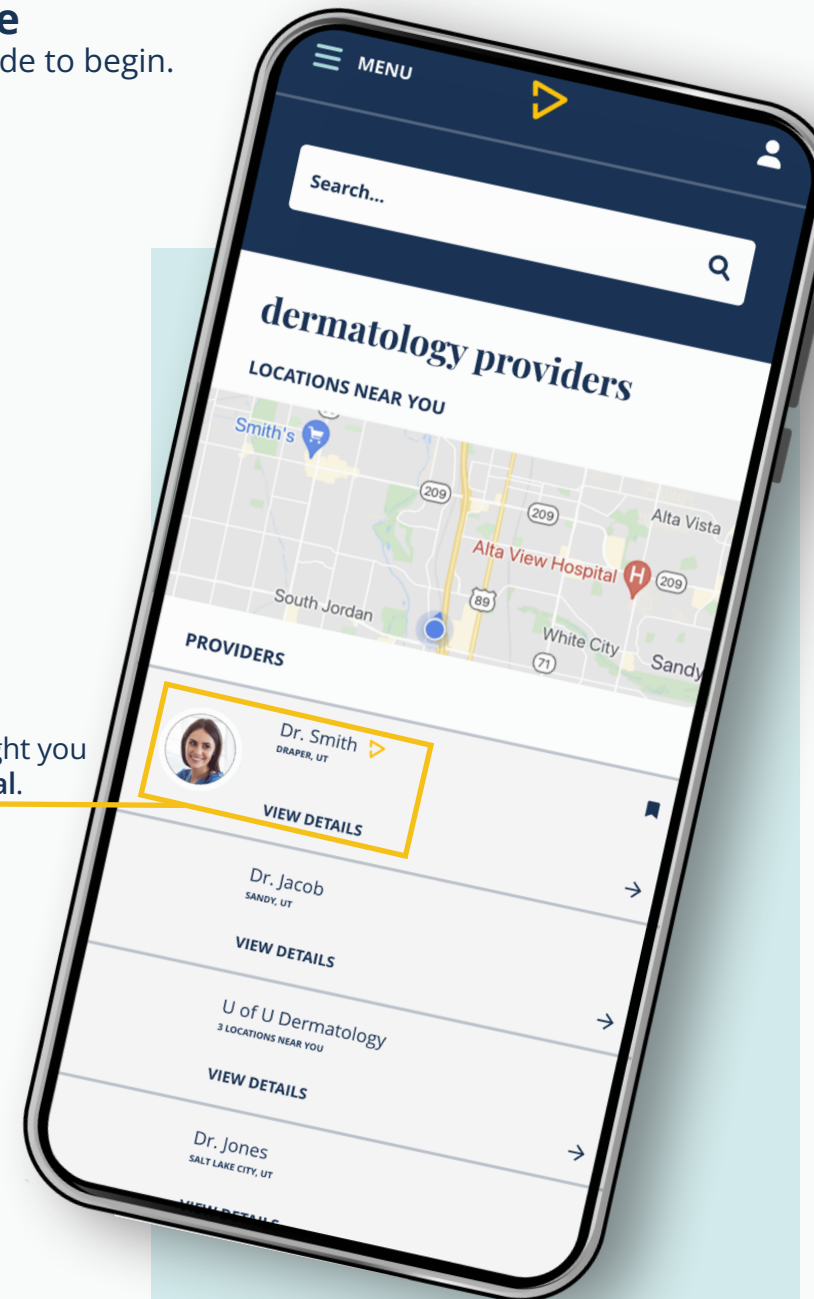 e
de to begin.
MENU
Search...
dermatology providers
LOCATIONS NEAR YOU
Smith's
209
209
Alta Vista
Alta View Hospital
H
209
South Jordan
89
White City
71
Sandy
PROVIDERS
Dr. Smith
DRAPER, UT
ght you
al.
VIEW DETAILS
Dr. Jacob
SANDY, UT
VIEW DETAILS
U of U Dermatology
3 LOCATIONS NEAR YOU
VIEW DETAILS
Dr. Jones
SALT LAKE CITY, UT
VIEW DETAILS